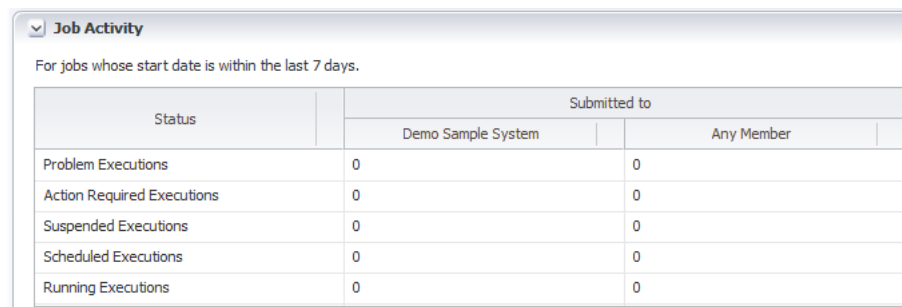 Job Activity
For jobs whose start date is within the last 7 days.
Status
Submitted to
Demo Sample System Any Member
Problem Executions 0 0
Action Required Executions 0 0
Suspended Executions 0 0
Scheduled Executions 0 0
Running Executions 0 0